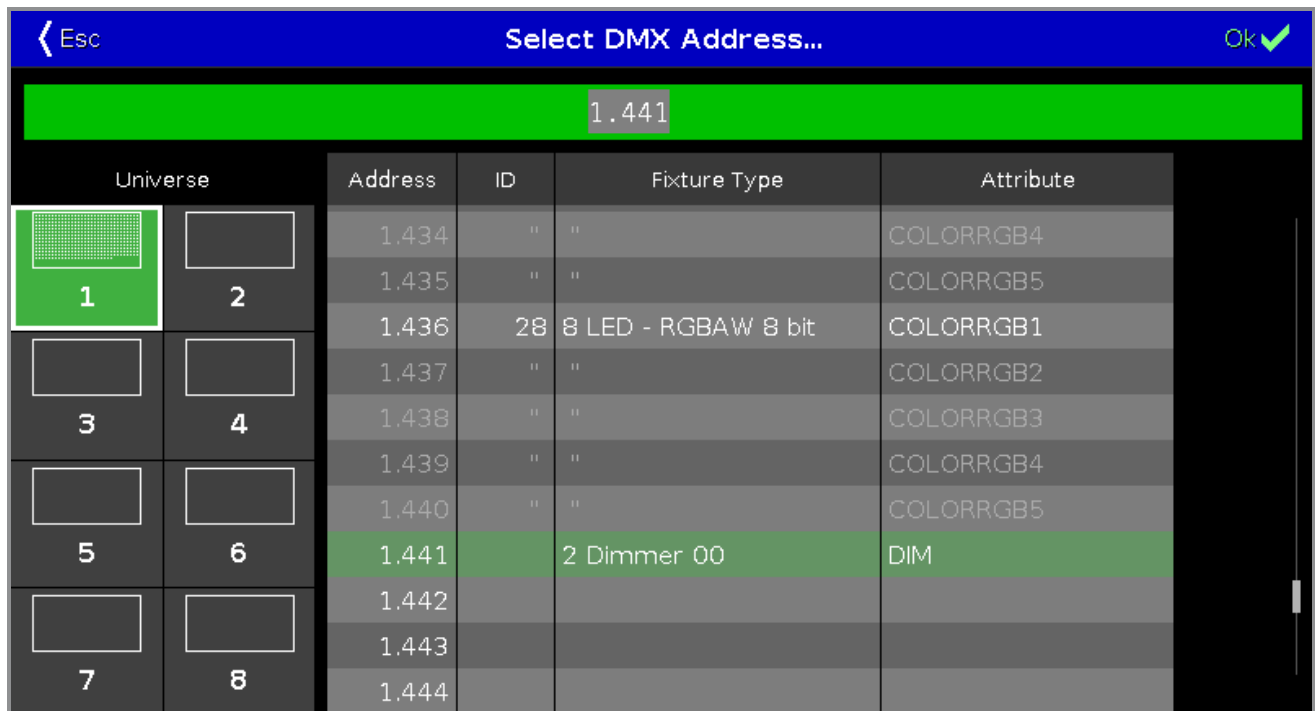 Esc Select DMX Address... Ok
1.441
Universe Address ID Fixture Type Attribute
1.434 " " COLORRGB4
1.435 " " COLORRGB5
1 2
1.436 28 8 LED - RGBAW 8 bit COLORRGB1
1.437 " " COLORRGB2
3 4
1.438 " " COLORRGB3
1.439 " " COLORRGB4
1.440 " " COLORRGB5
5 6
1.441 2 Dimmer 00 DIM
1.442
1.443
7 8
1.444